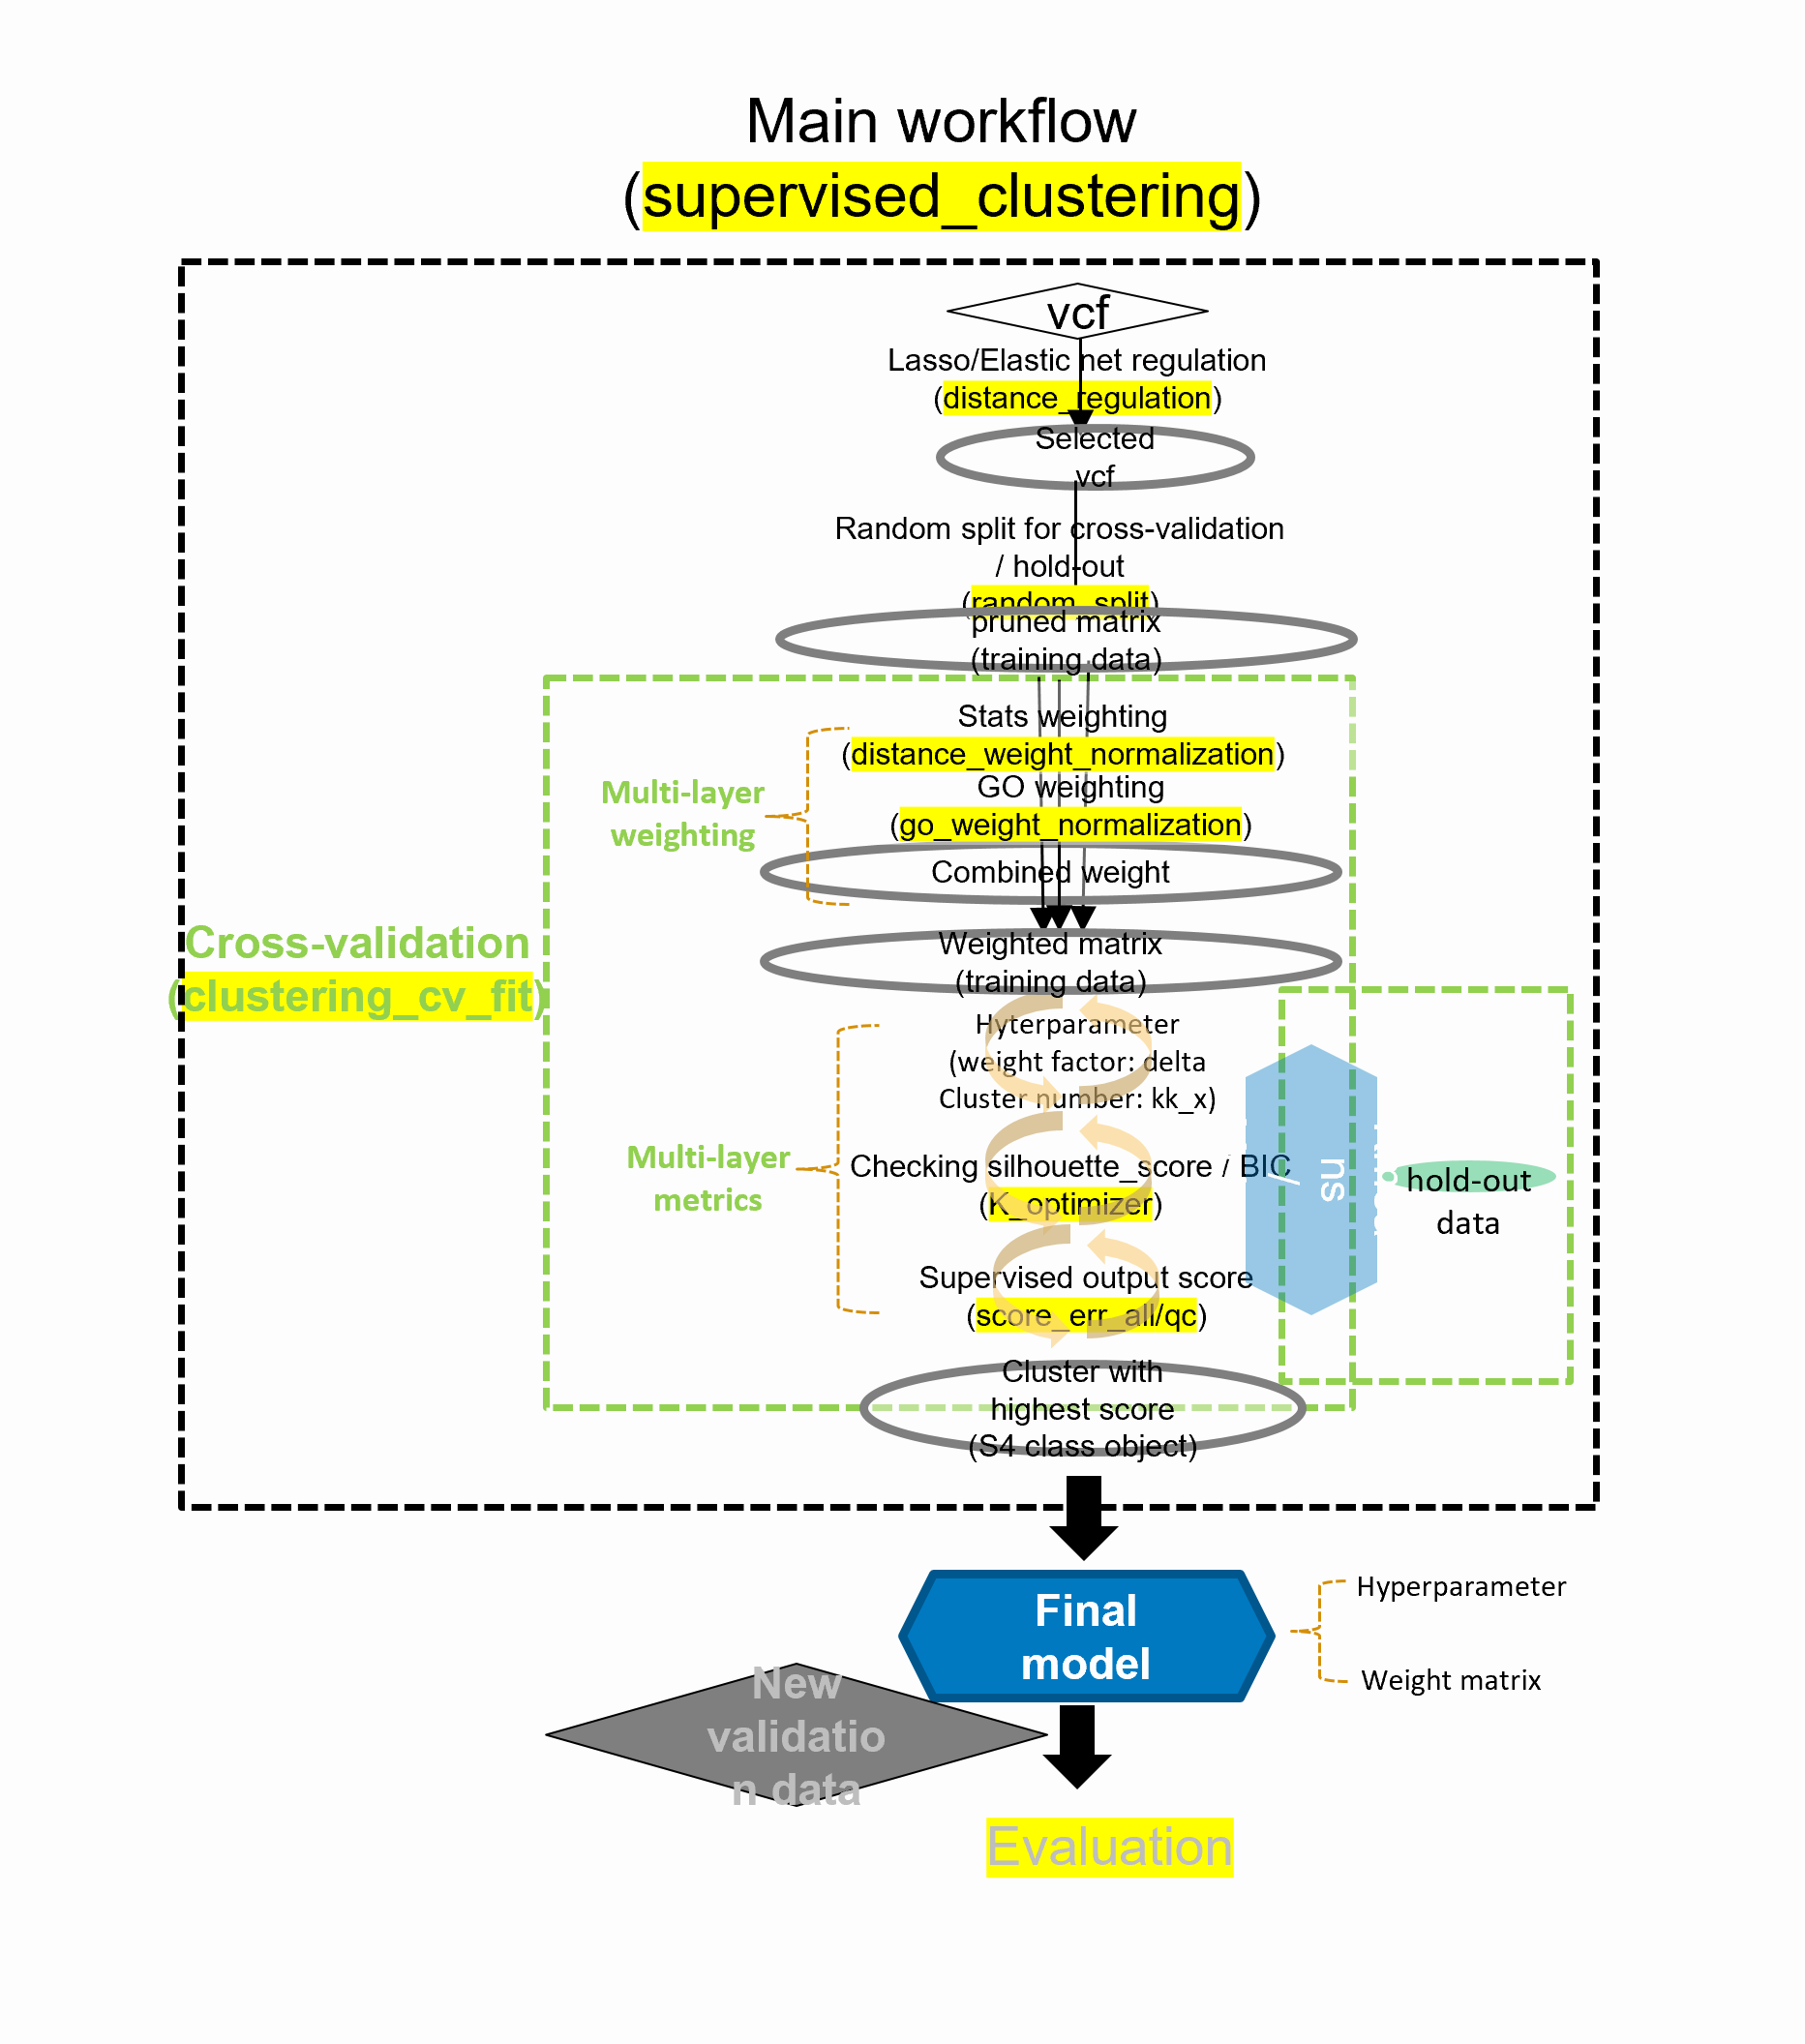 Main workflow
(supervised_clustering)
vcf
Lasso/Elastic net regulation
(distance_regulation)
Selected
vcf
Random split for cross-validation
/ hold-out
(random_split)
pruned matrix
(training data)
Stats weighting
(distance_weight_normalization)
GO weighting
(go_weight_normalization)
Multi-layer
weighting
Combined weight
Weighted matrix
(training data)
Cross-validation
(clustering_cv_fit)
Hyterparameter
(weight factor: delta
Cluster number: kk_x)
Multi-layer
metrics
Checking silhouette_score / BIC
(K_optimizer)
Supervised output score
(score_err_all/qc)
ns
/
hold-out
data
Cluster with
highest score
(S4 class object)
Final
model
Hyperparameter
Weight matrix
New
validatio
n data
Evaluation